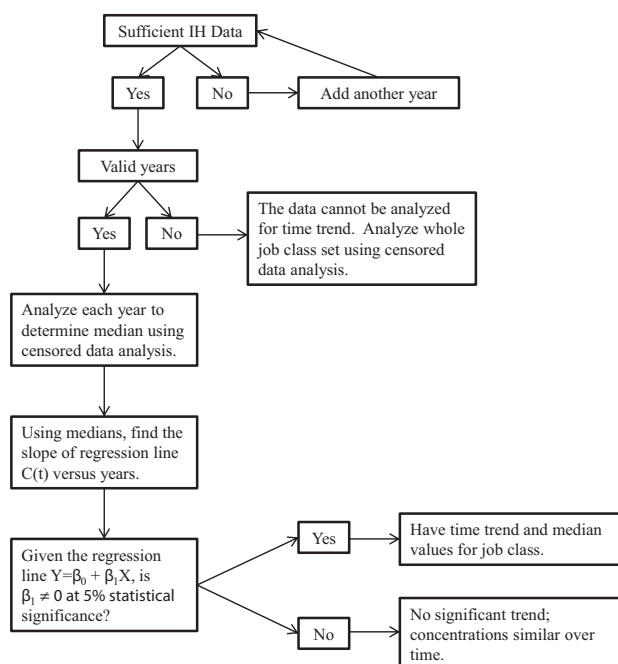 Sufficient IH Data
Yes
No
Add another year
Valid years
Yes
No
The data cannot be analyzed
for time trend. Analyze whole
job class set using censored
data analysis.
Analyze each year to
determine median using
censored data analysis.
Using medians, find the
slope of regression line
C(t) versus years.
Given the regression
line Y=β₀ + β₁X, is
β₁ ≠ 0 at 5% statistical
significance?
Yes
Have time trend and median
values for job class.
No
No significant trend;
concentrations similar over
time.